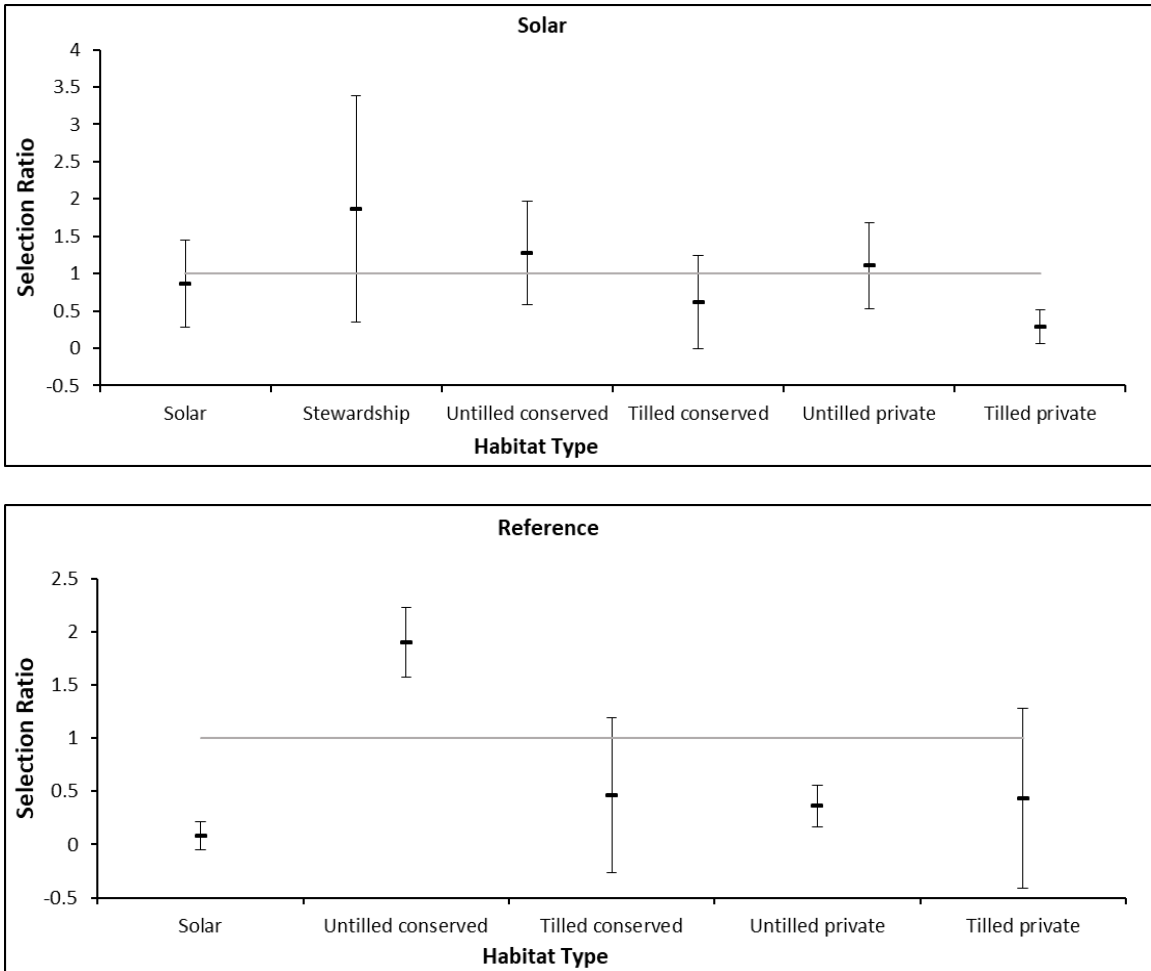 Solar
4
3.5
3
2.5
2
1.5
1
0.5
0
-0.5
Selection Ratio
Solar Stewardship Untilled conserved Tilled conserved Untilled private Tilled private
Habitat Type
Reference
2.5
2
1.5
1
0.5
0
-0.5
Selection Ratio
Solar Untilled conserved Tilled conserved Untilled private Tilled private
Habitat Type